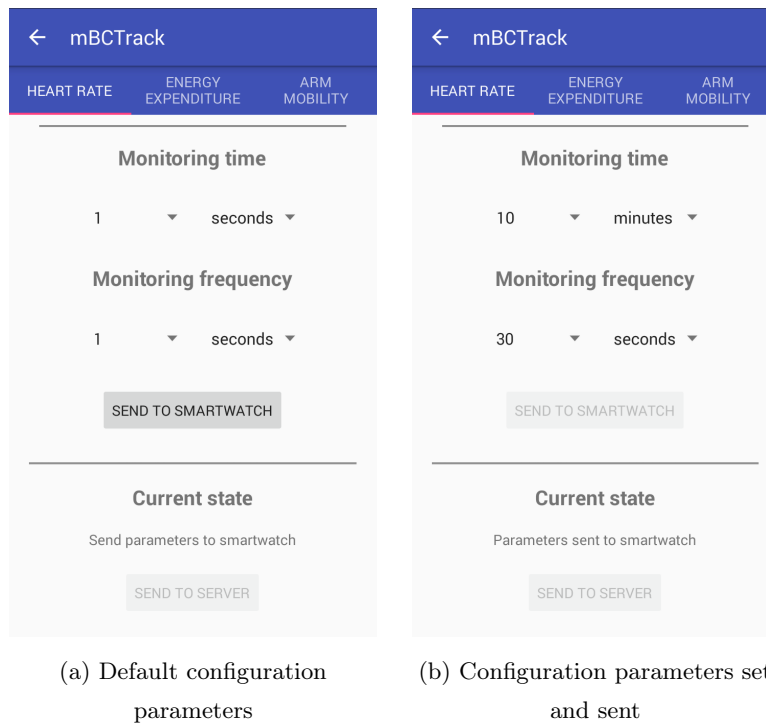 mBCTrack
HEART RATE
ENERGY
EXPENDITURE
ARM
MOBILITY
Monitoring time
1 seconds
Monitoring frequency
1 seconds
SEND TO SMARTWATCH
Current state
Send parameters to smartwatch
SEND TO SERVER
(a) Default configuration
parameters
mBCTrack
HEART RATE
ENERGY
EXPENDITURE
ARM
MOBILITY
Monitoring time
10 minutes
Monitoring frequency
30 seconds
SEND TO SMARTWATCH
Current state
Parameters sent to smartwatch
SEND TO SERVER
(b) Configuration parameters set
and sent